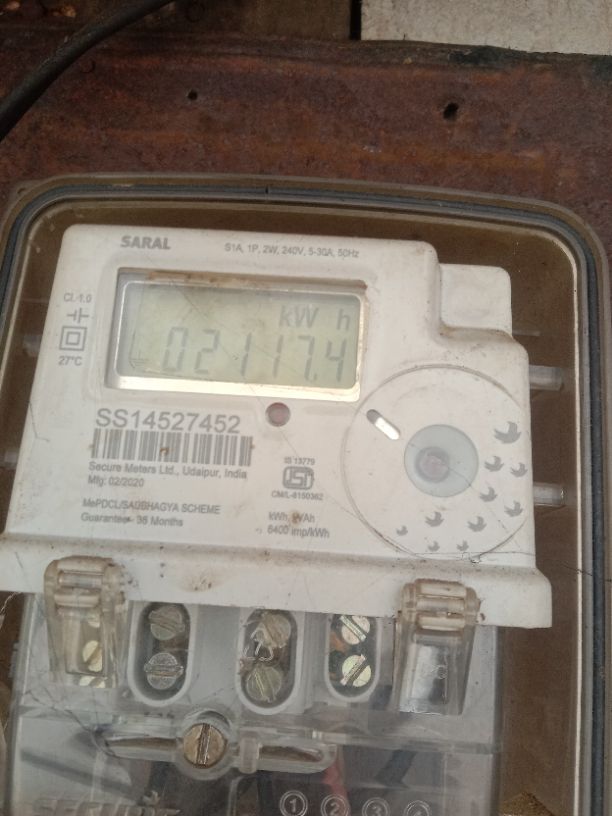 SARAL
S1A, 1P, 2W, 240V, 5-30A, 50Hz
CL-1.0
27°C
kW h
02117.4
SS14527452
Secure Meters Ltd., Udaipur, India
Mfg: 02/2020
IS 13779
ISI
CM/L-8150362
MePDCL/SAUBHAGYA SCHEME
Guarantee- 36 Months
kWh,
6400 imp/kWh
1 2 3 4